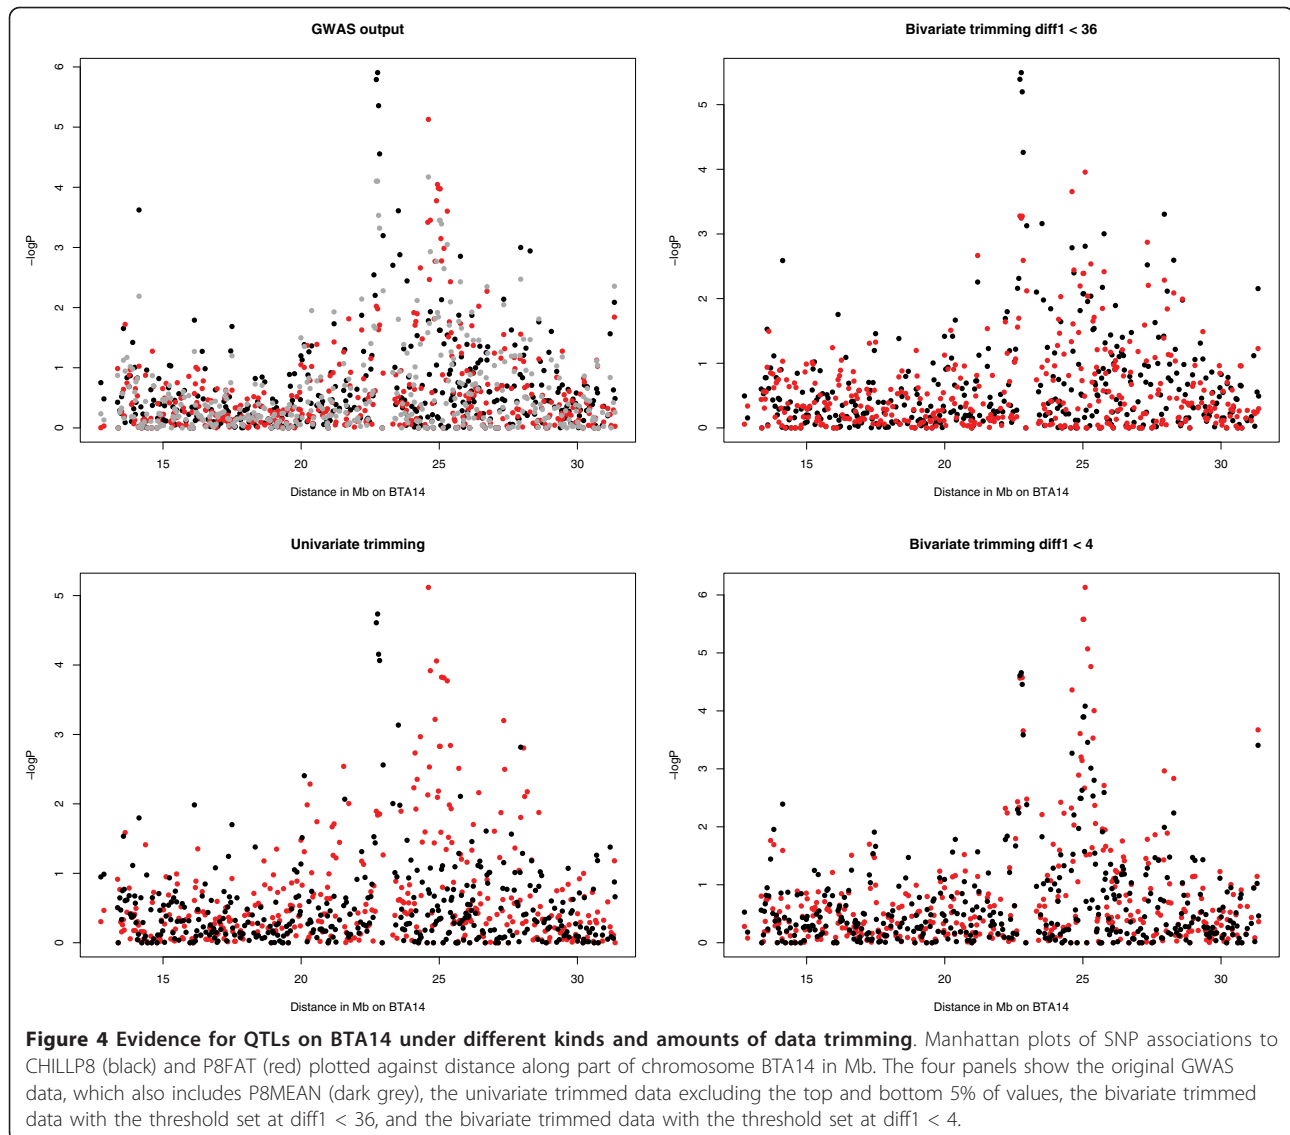 GWAS output
6
5
4
3
2
1
0
−logP
15 20 25 30
Distance in Mb on BTA14
Bivariate trimming diff1 < 36
5
4
3
2
1
0
−logP
15 20 25 30
Distance in Mb on BTA14
Univariate trimming
5
4
3
2
1
0
−logP
15 20 25 30
Distance in Mb on BTA14
Bivariate trimming diff1 < 4
6
5
4
3
2
1
0
−logP
15 20 25 30
Distance in Mb on BTA14
Figure 4 Evidence for QTLs on BTA14 under different kinds and amounts of data trimming. Manhattan plots of SNP associations to
CHILLP8 (black) and P8FAT (red) plotted against distance along part of chromosome BTA14 in Mb. The four panels show the original GWAS
data, which also includes P8MEAN (dark grey), the univariate trimmed data excluding the top and bottom 5% of values, the bivariate trimmed
data with the threshold set at diff1 < 36, and the bivariate trimmed data with the threshold set at diff1 < 4.